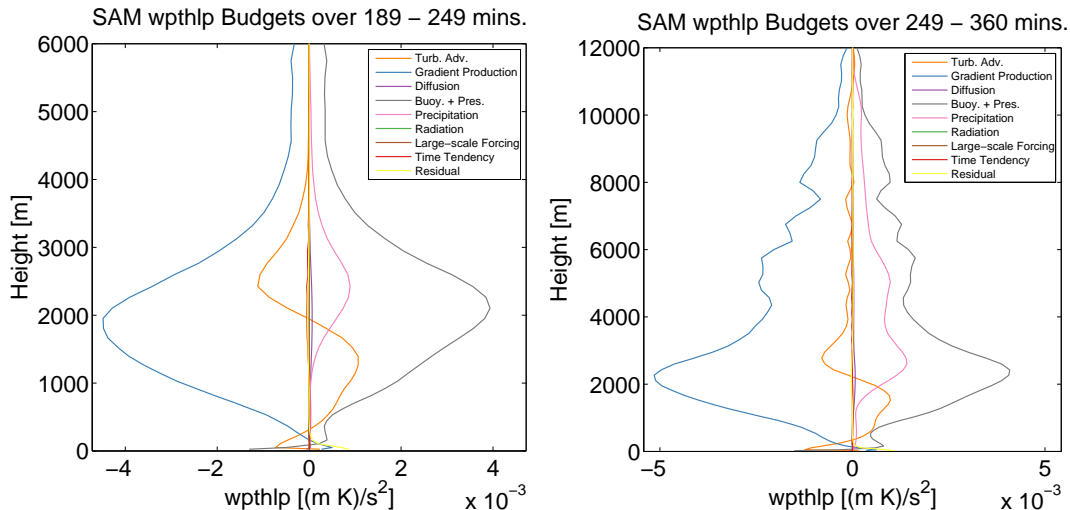 SAM wpthlp Budgets over 189 − 249 mins.
6000
5000
4000
3000
2000
1000
0
Height [m]
−4
−2
0
2
4
wpthlp [(m K)/s²]
x 10⁻³
Turb. Adv.
Gradient Production
Diffusion
Buoy. + Pres.
Precipitation
Radiation
Large−scale Forcing
Time Tendency
Residual
SAM wpthlp Budgets over 249 − 360 mins.
12000
10000
8000
6000
4000
2000
0
Height [m]
−5
0
5
wpthlp [(m K)/s²]
x 10⁻³
Turb. Adv.
Gradient Production
Diffusion
Buoy. + Pres.
Precipitation
Radiation
Large−scale Forcing
Time Tendency
Residual